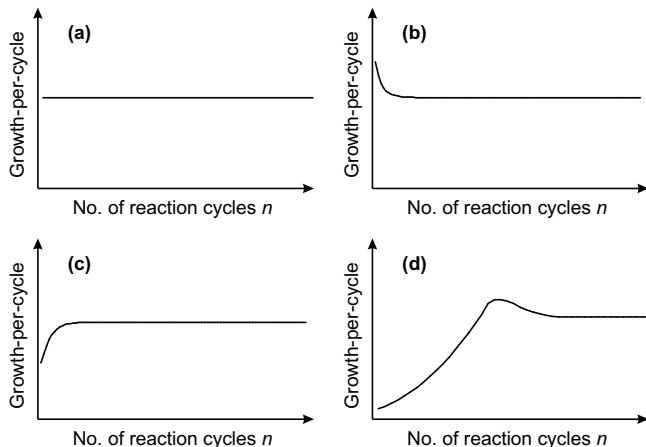 (a)
Growth-per-cycle
No. of reaction cycles n
(b)
Growth-per-cycle
No. of reaction cycles n
(c)
Growth-per-cycle
No. of reaction cycles n
(d)
Growth-per-cycle
No. of reaction cycles n